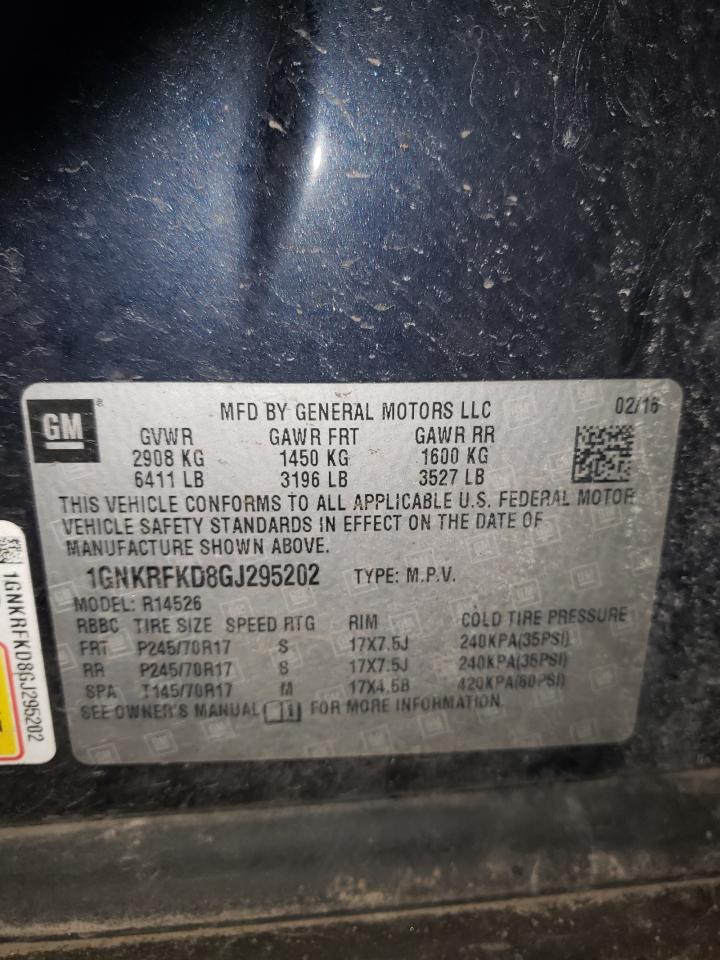 GM
®
MFD BY GENERAL MOTORS LLC 02/16
GVWR GAWR FRT GAWR RR
2908 KG 1450 KG 1600 KG
6411 LB 3196 LB 3527 LB
THIS VEHICLE CONFORMS TO ALL APPLICABLE U.S. FEDERAL MOTOR
VEHICLE SAFETY STANDARDS IN EFFECT ON THE DATE OF
MANUFACTURE SHOWN ABOVE.
1GNKRFKD8GJ295202 TYPE: M.P.V.
MODEL: R14526
RBBC TIRE SIZE SPEED RTG RIM COLD TIRE PRESSURE
FRT P245/70R17 S 17X7.5J 240KPA(35PSI)
RR P245/70R17 S 17X7.5J 240KPA(35PSI)
SPA T145/70R17 M 17X4.5B 420KPA(60PSI)
SEE OWNER'S MANUAL FOR MORE INFORMATION
1GNKRFKD8GJ295202